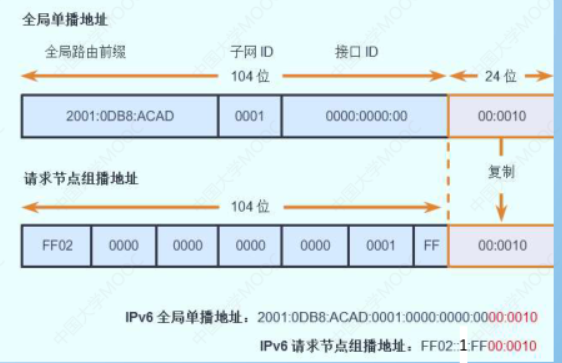 全局单播地址
全局路由前缀 子网 ID 接口 ID
104 位 24 位
2001:0DB8:ACAD 0001 0000:0000:00 00:0010
请求节点组播地址 复制
104 位
FF02 0000 0000 0000 0000 0001 FF 00:0010
IPv6 全局单播地址：2001:0DB8:ACAD:0001:0000:0000:0000:0010
IPv6 请求节点组播地址：FF02::1:FF00:0010
中国大学MOOC